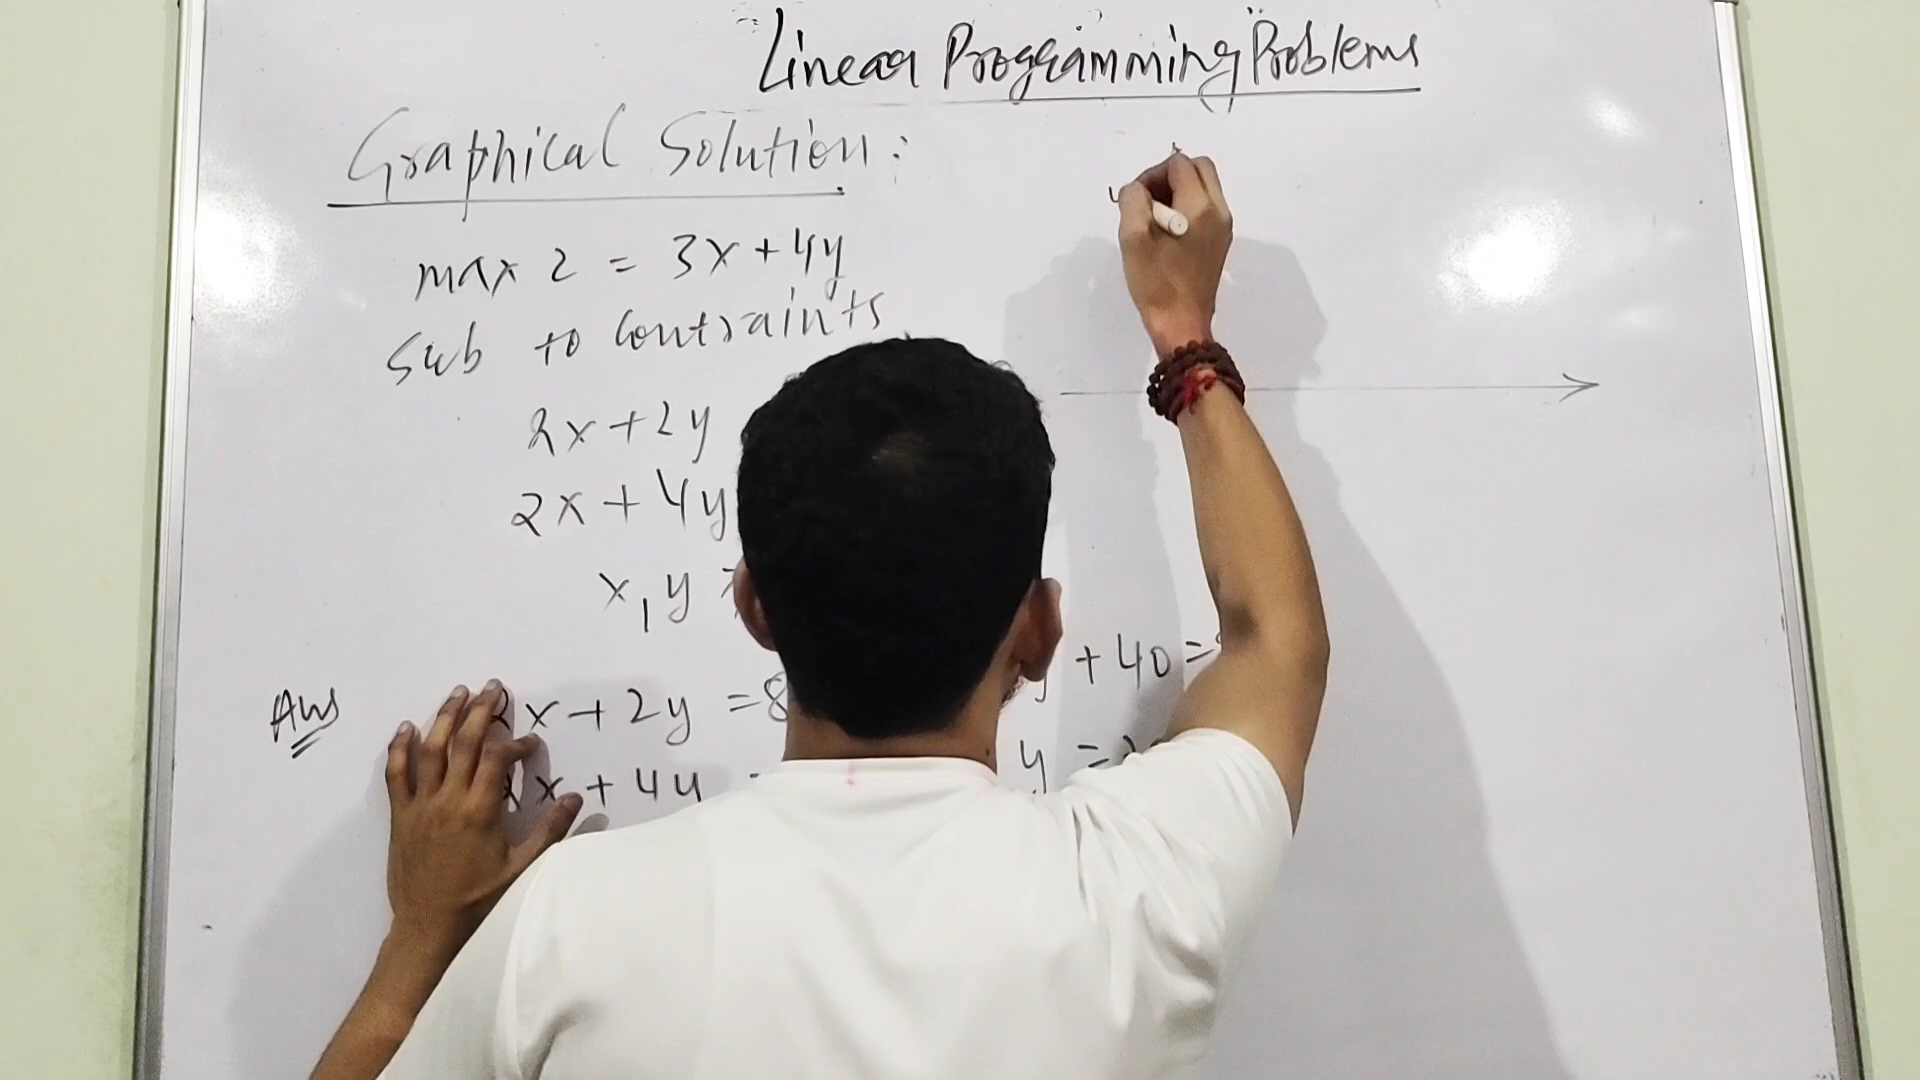 Linear Programming Problems
Graphical Solution:
max Z = 3x + 4y
Sub to Contraints
2x + 2y
2x + 4y
x, y
+ 40 =
Ans
2x + 2y = 8
y =
2x + 4y